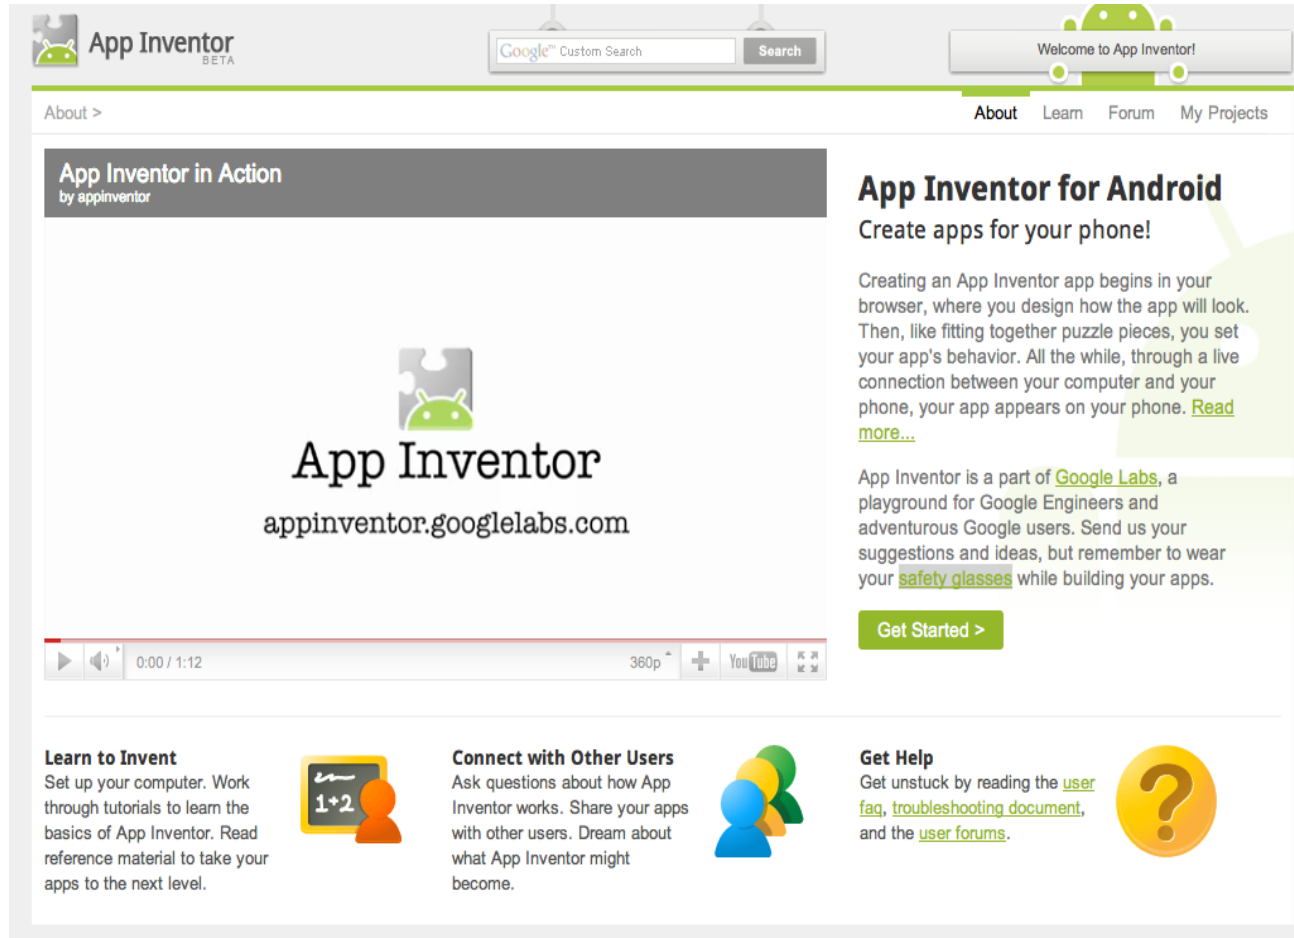 App Inventor
BETA
Google™ Custom Search
Search
Welcome to App Inventor!
About >
About
Learn
Forum
My Projects
App Inventor in Action
by appinventor
App Inventor
appinventor.googlelabs.com
0:00 / 1:12
360p
YouTube
App Inventor for Android
Create apps for your phone!
Creating an App Inventor app begins in your
browser, where you design how the app will look.
Then, like fitting together puzzle pieces, you set
your app's behavior. All the while, through a live
connection between your computer and your
phone, your app appears on your phone. Read
more...
App Inventor is a part of Google Labs, a
playground for Google Engineers and
adventurous Google users. Send us your
suggestions and ideas, but remember to wear
your safety glasses while building your apps.
Get Started >
Learn to Invent
Set up your computer. Work
through tutorials to learn the
basics of App Inventor. Read
reference material to take your
apps to the next level.
1+2
Connect with Other Users
Ask questions about how App
Inventor works. Share your apps
with other users. Dream about
what App Inventor might
become.
Get Help
Get unstuck by reading the user
faq, troubleshooting document,
and the user forums.
?